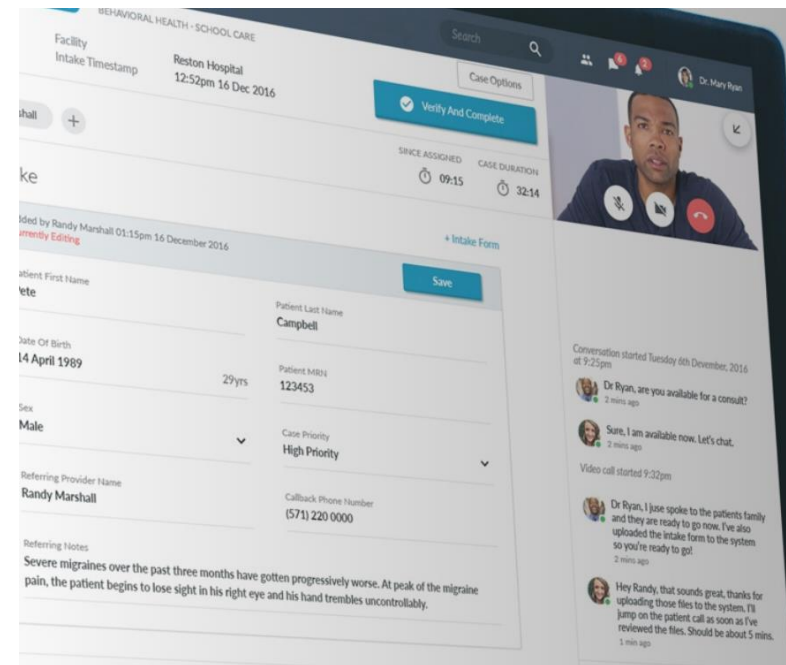 BEHAVIORAL HEALTH - SCHOOL CARE
Search
6
2
Dr. Mary Ryan
Facility
Reston Hospital
Intake Timestamp
12:52pm 16 Dec 2016
Case Options
Verify And Complete
shall
+
SINCE ASSIGNED
09:15
CASE DURATION
32:14
ke
dded by Randy Marshall 01:15pm 16 December 2016
urrently Editing
+ Intake Form
Save
atient First Name
ete
Patient Last Name
Campbell
Date Of Birth
14 April 1989
29yrs
Patient MRN
123453
Sex
Male
Case Priority
High Priority
Referring Provider Name
Randy Marshall
Callback Phone Number
(571) 220 0000
Referring Notes
Severe migraines over the past three months have gotten progressively worse. At peak of the migraine
pain, the patient begins to lose sight in his right eye and his hand trembles uncontrollably.
Conversation started Tuesday 6th Devember, 2016
at 9:25pm
Dr Ryan, are you available for a consult?
2 mins ago
Sure, I am available now. Let's chat.
2 mins ago
Video call started 9:32pm
Dr Ryan, I juse spoke to the patients family
and they are ready to go now. I've also
uploaded the intake form to the system
so you're ready to go!
2 mins ago
Hey Randy, that sounds great, thanks for
uploading those files to the system, I'll
jump on the patient call as soon as I've
reviewed the files. Should be about 5 mins.
1 min ago